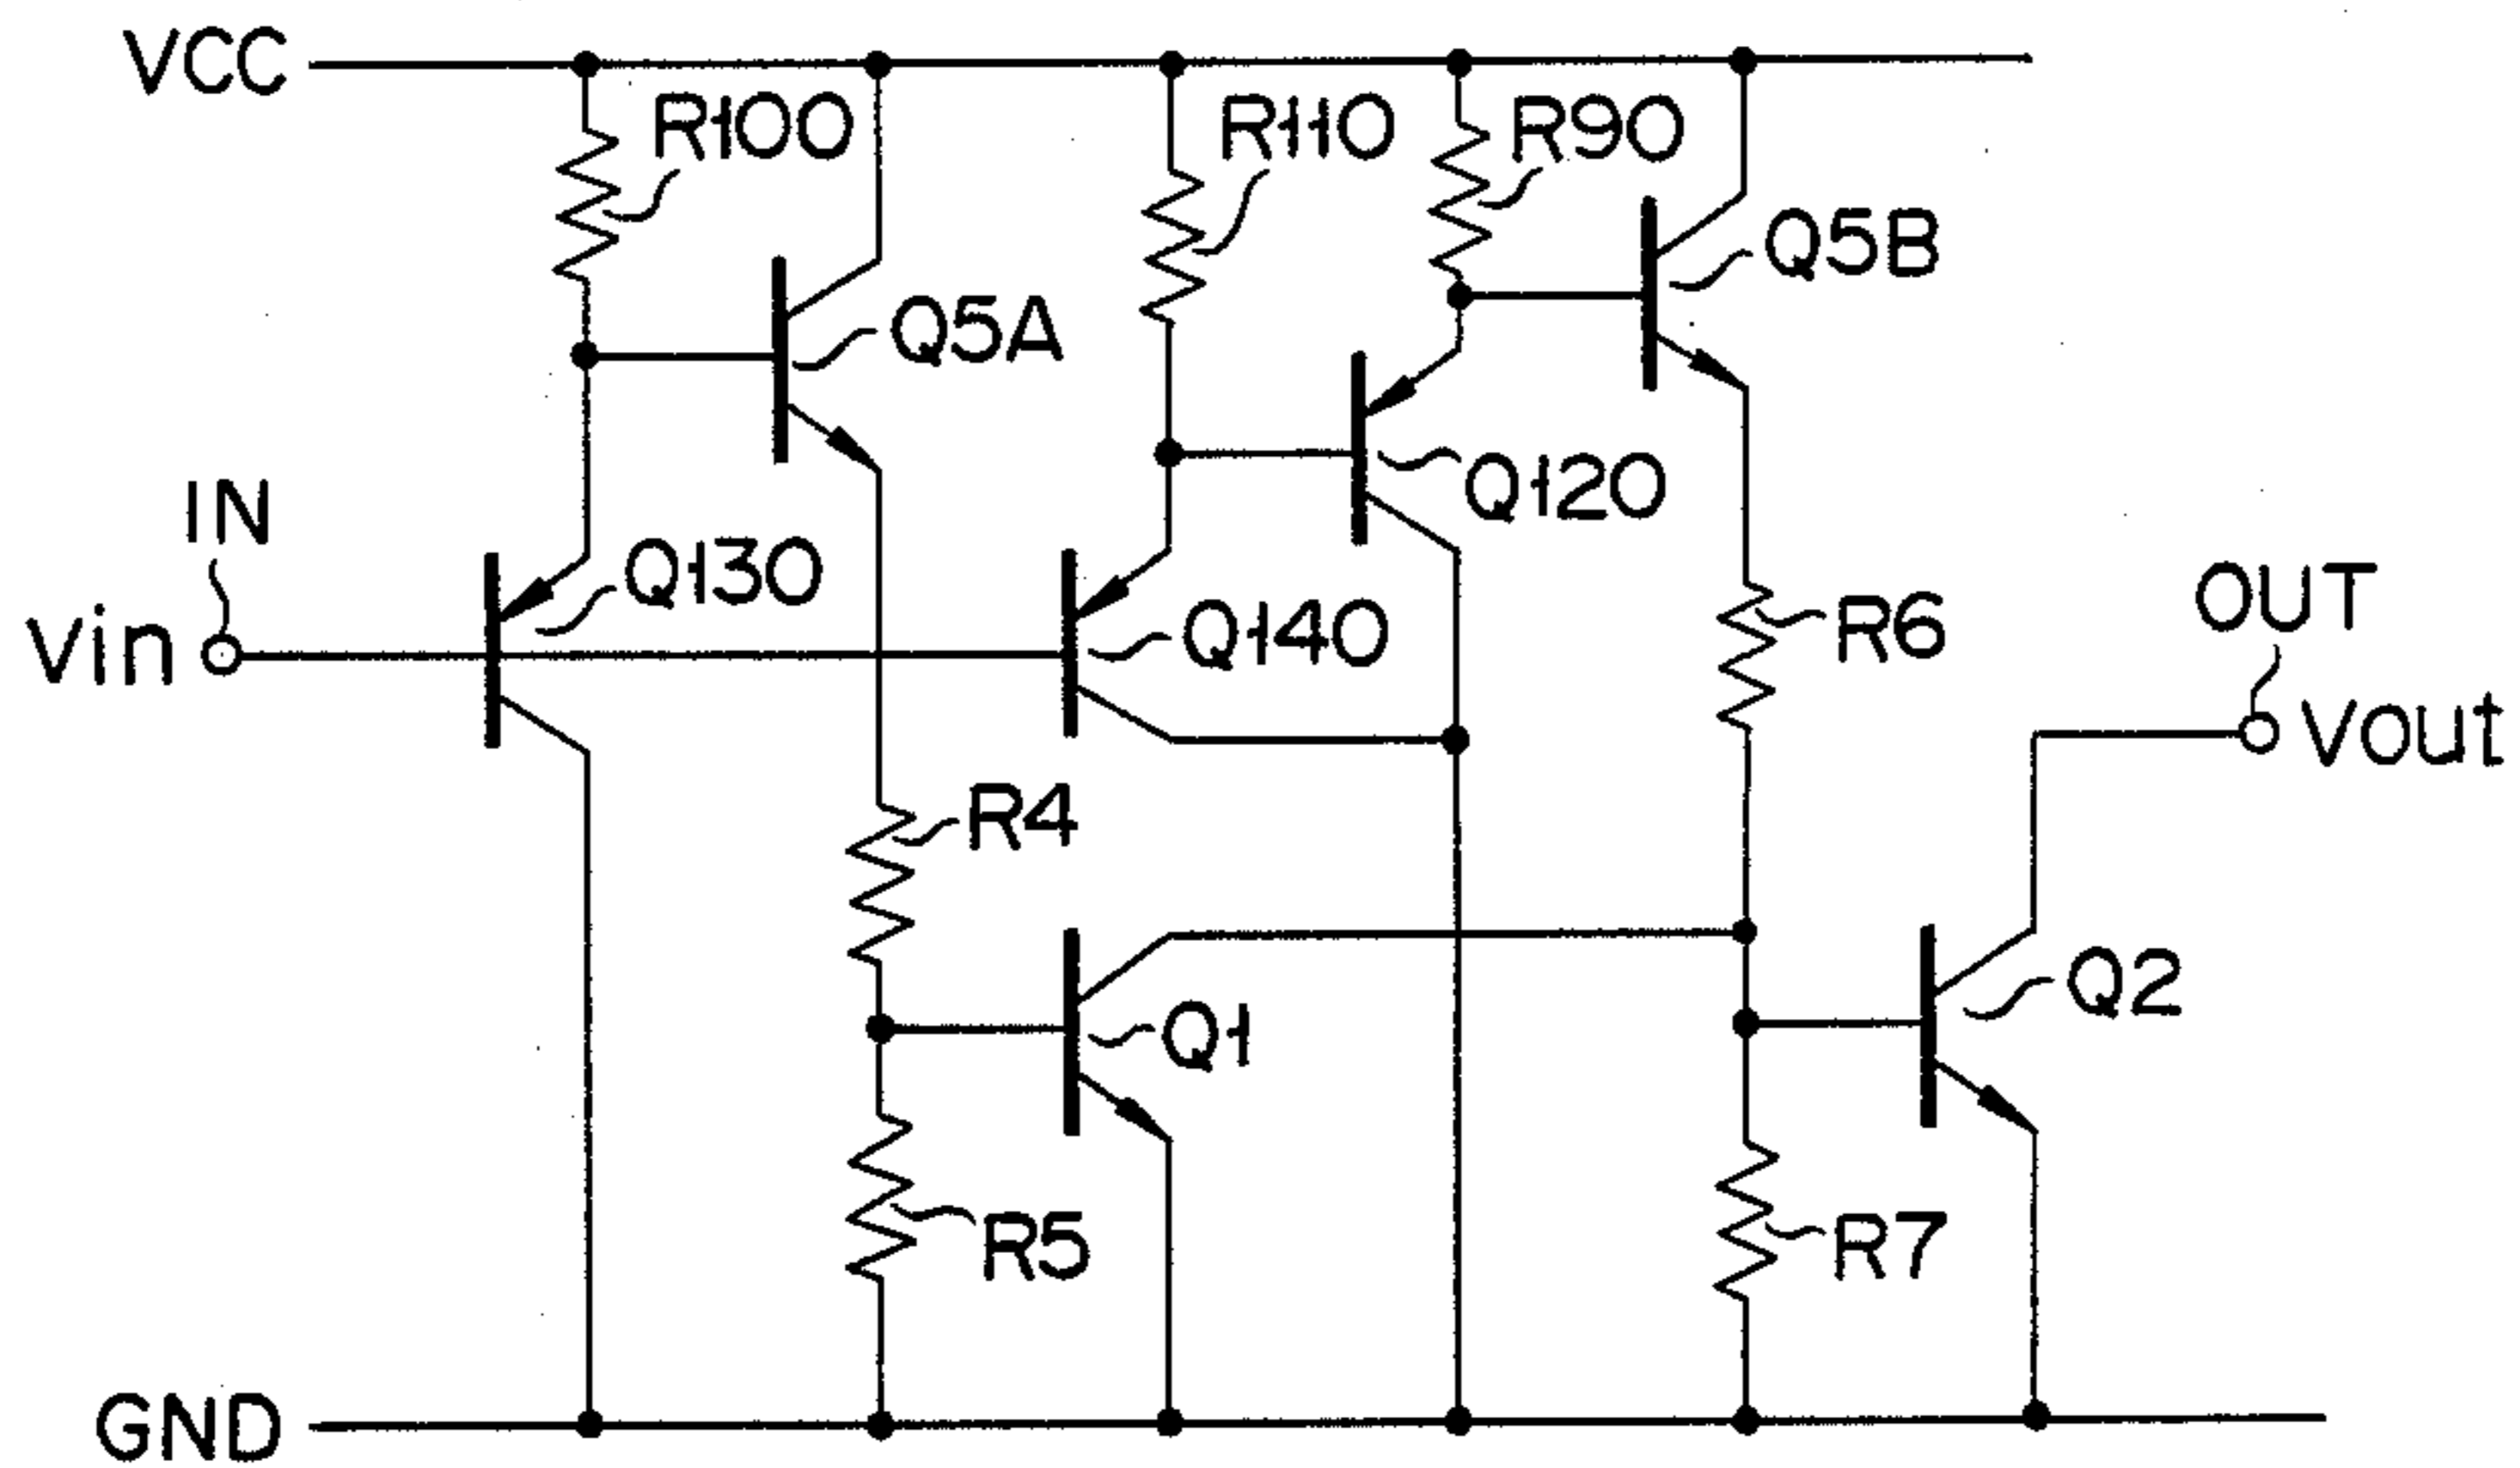 VCC
R100
R110
R90
Q5B
Q5A
Q120
IN
Q130
Q140
R6
OUT
Vin
Vout
R4
Q1
Q2
R5
R7
GND